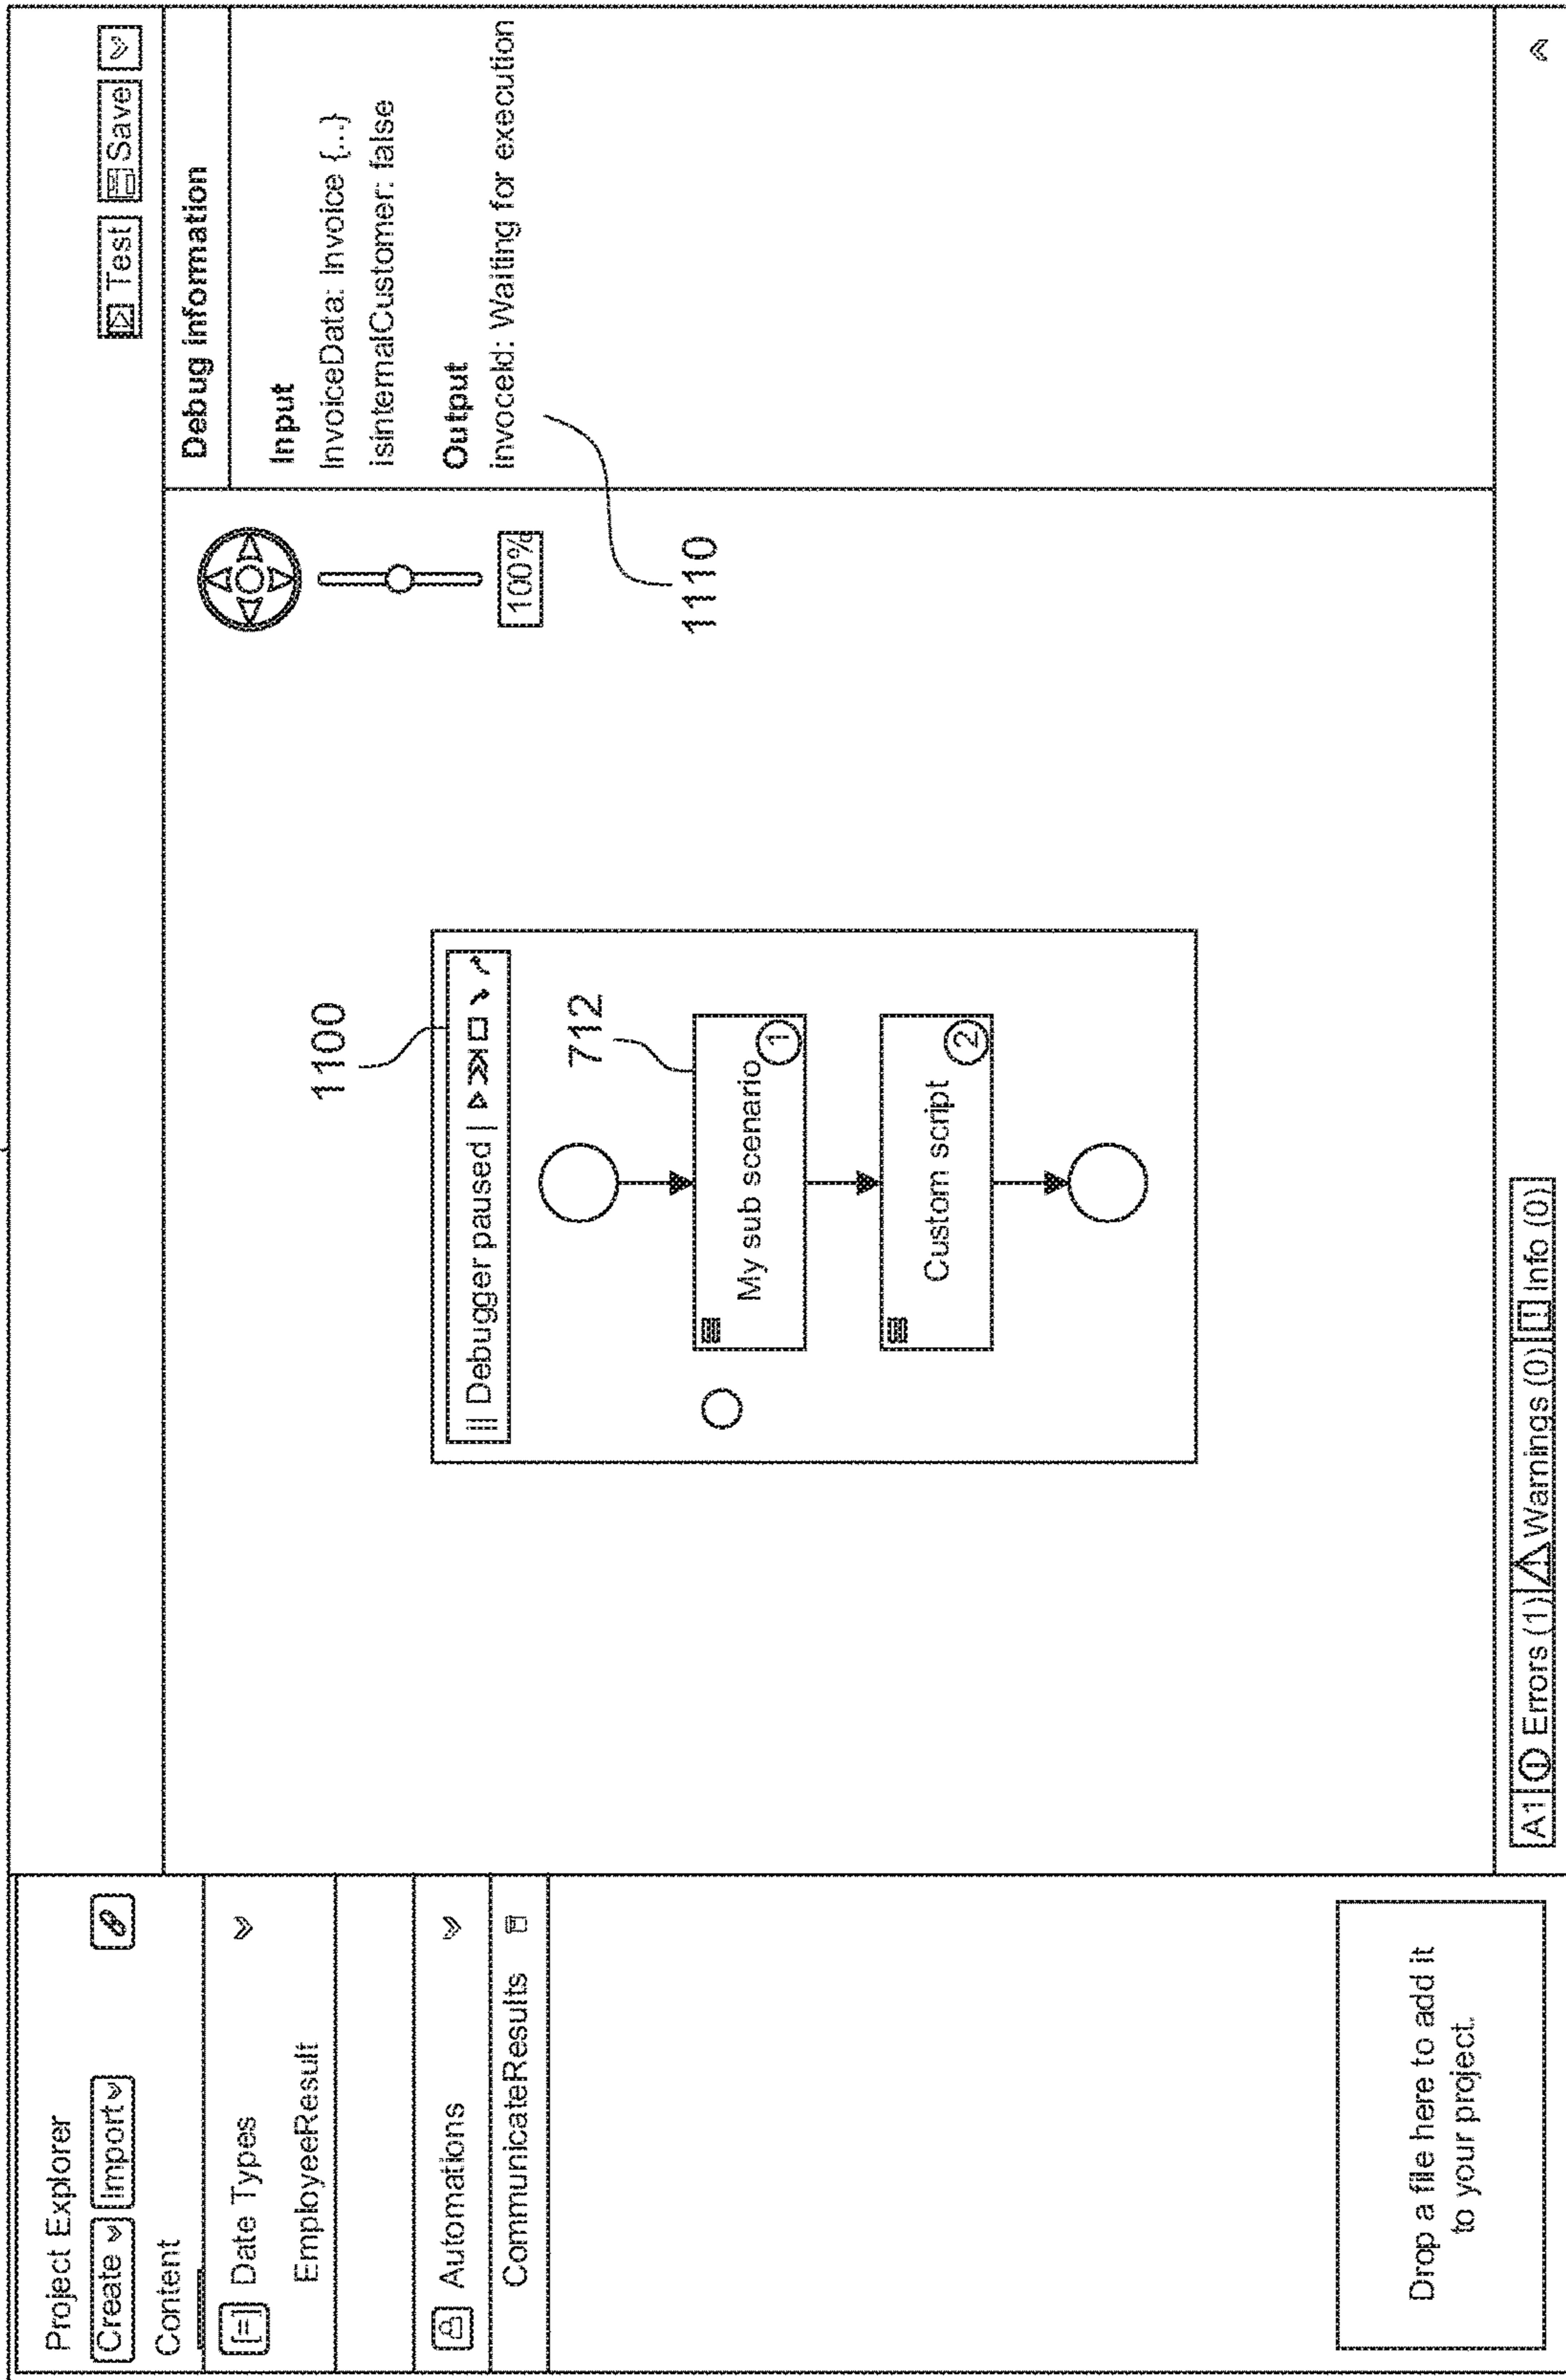 Project Explorer
Create Import
Content
[=] Date Types
EmployeeResult
Automations
CommunicateResults
Drop a file here to add it
to your project.
Test Save
1100
Debugger paused |
712
My sub scenario 1
Custom script 2
100%
1110
Debug information
Input
InvoiceData: Invoice {...}
isinternalCustomer: false
Output
invoceId: Waiting for execution
A1 Errors (1) Warnings (0) Info (0)